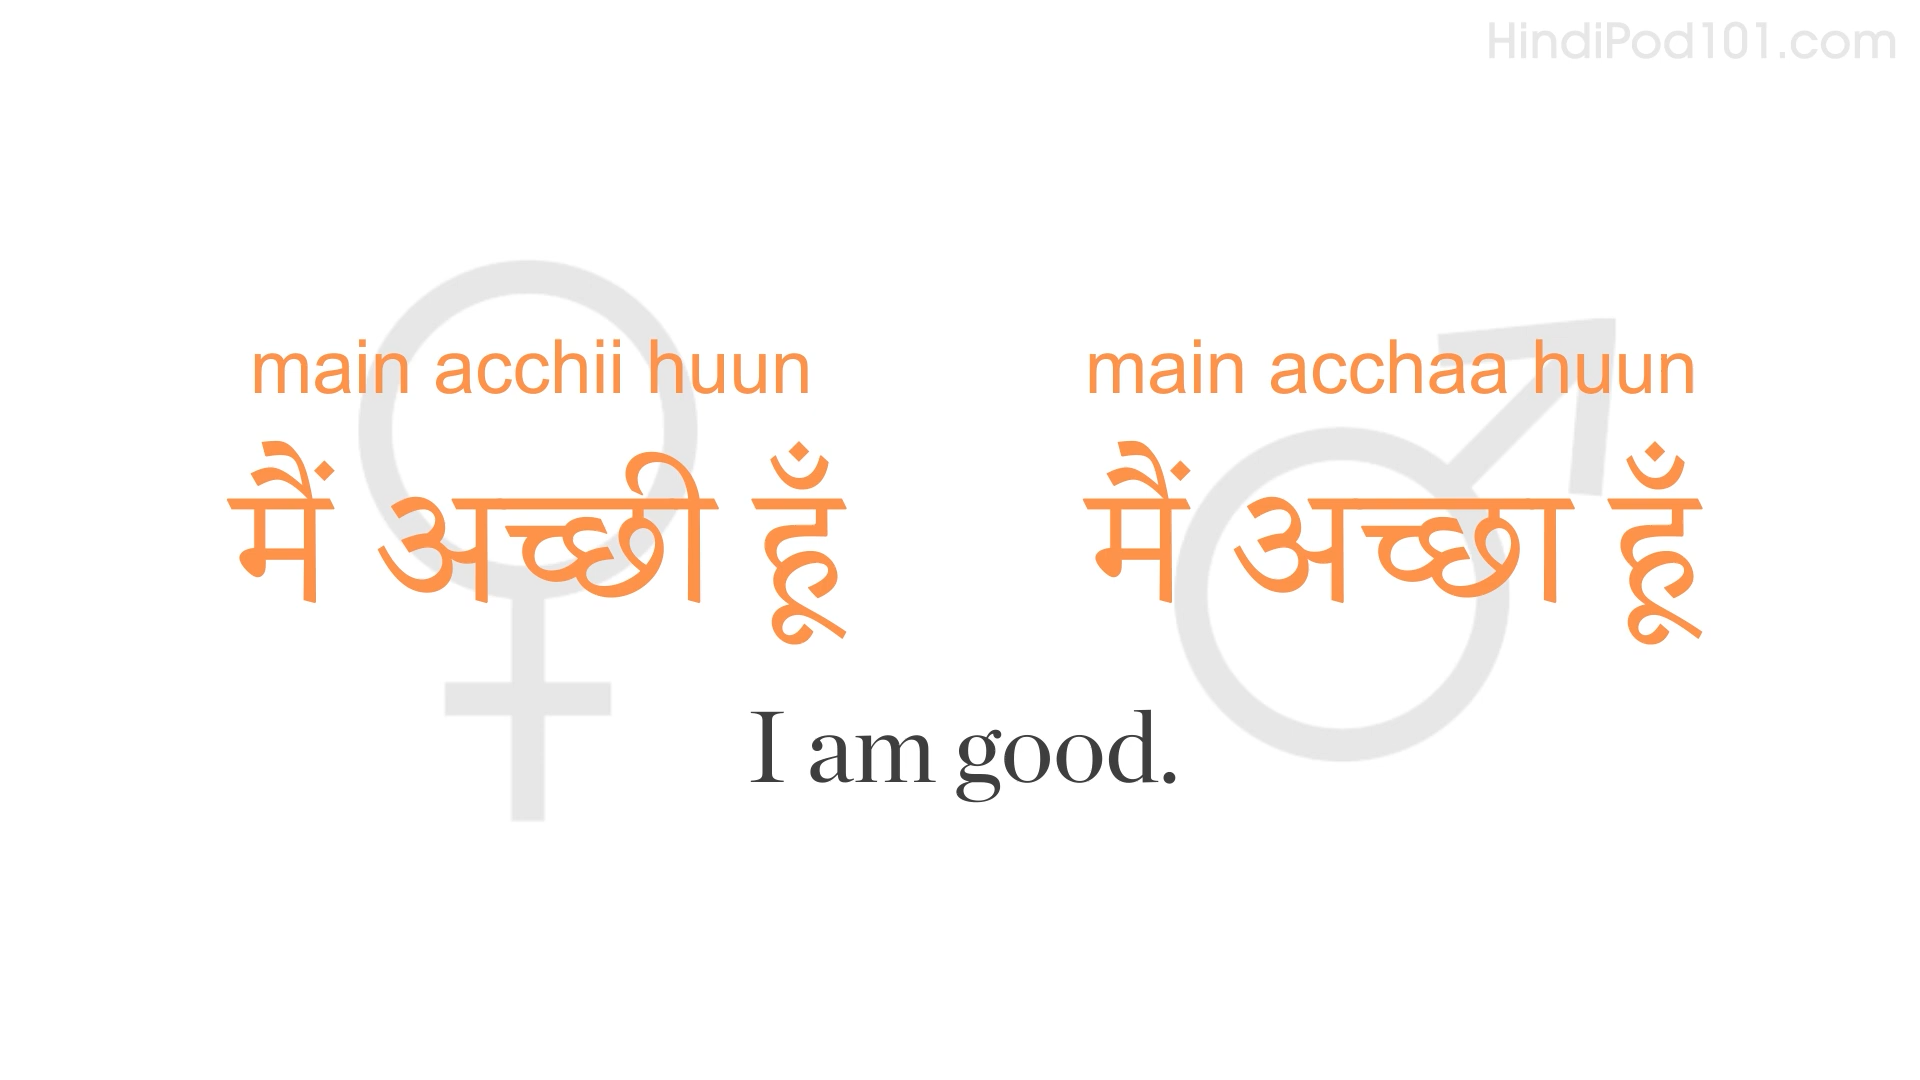 HindiPod101.com
main acchii huun
मैं अच्छी हूँ
main acchaa huun
मैं अच्छा हूँ
I am good.